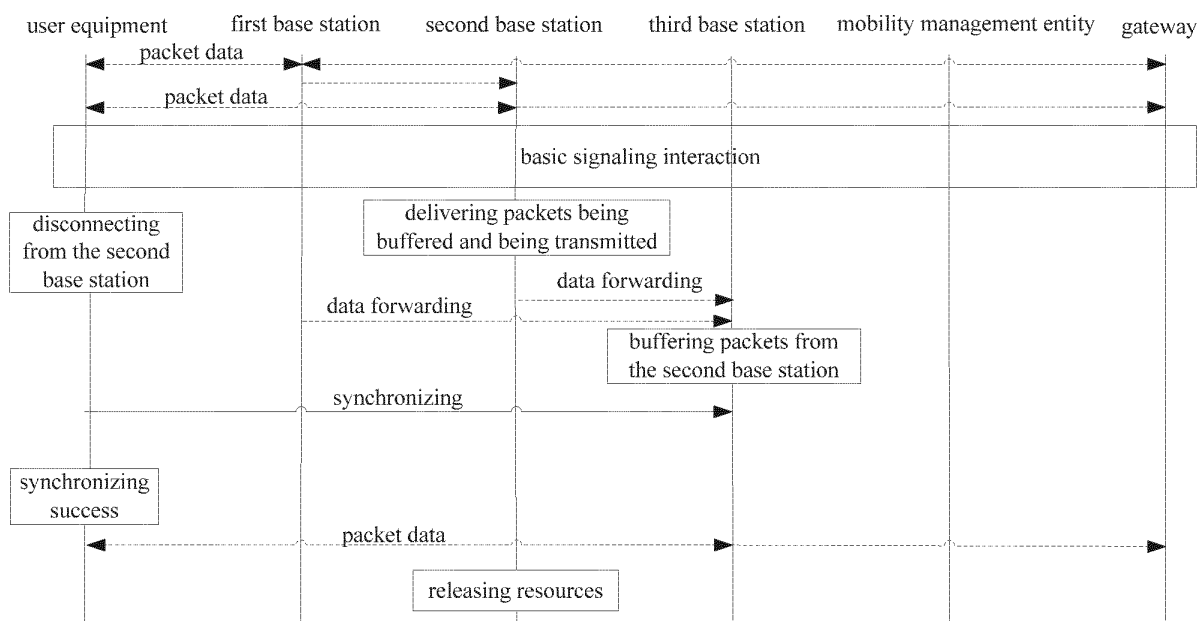 user equipment
first base station
second base station
third base station
mobility management entity
gateway
packet data
packet data
basic signaling interaction
disconnecting
from the second
base station
delivering packets being
buffered and being transmitted
data forwarding
data forwarding
buffering packets from
the second base station
synchronizing
synchronizing
success
packet data
releasing resources